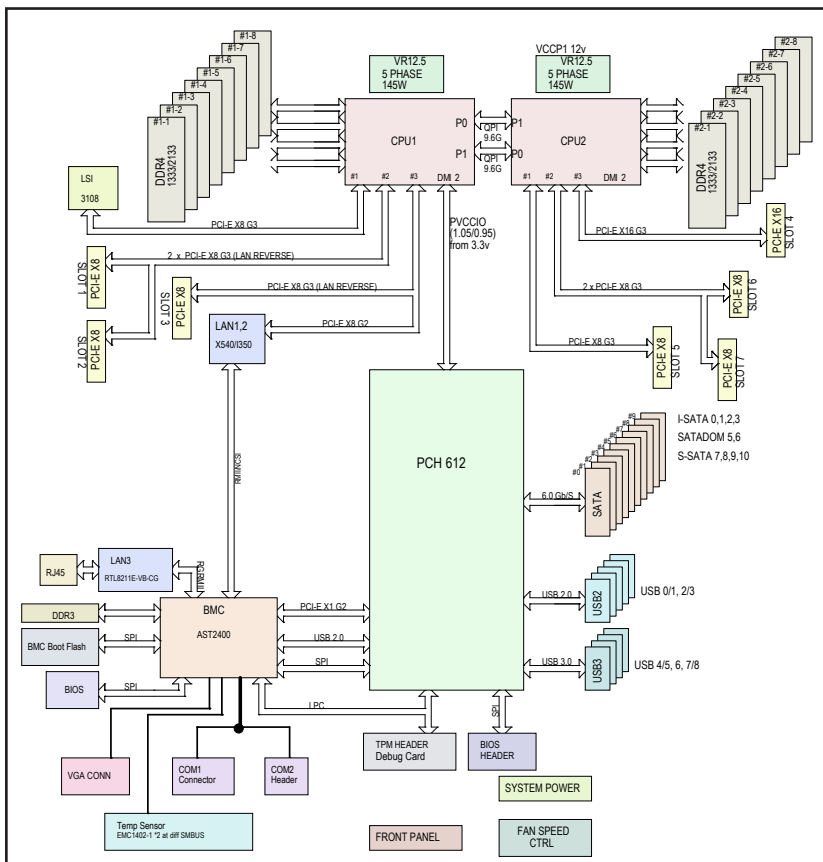 #1-8
#1-7
#1-6
#1-5
#1-4
#1-3
#1-2
#1-1
DDR4
1333/2133
VR12.5
5 PHASE
145W
VCCP1 12v
VR12.5
5 PHASE
145W
#2-8
#2-7
#2-6
#2-5
#2-4
#2-3
#2-2
#2-1
DDR4
1333/2133
CPU1
P0
P1
#1
#2
#3
DMI 2
QPI
9.6G
QPI
9.6G
CPU2
P1
P0
#1
#2
#3
DMI 2
LSI
3108
PCI-E X8 G3
PVCCIO
(1.05/0.95)
from 3.3v
PCI-E X16 G3
PCI-E X16
SLOT 4
2 x PCI-E X8 G3 (LAN REVERSE)
PCI-E X8
SLOT 1
PCI-E X8
SLOT 2
PCI-E X8 G3 (LAN REVERSE)
PCI-E X8
SLOT 3
PCI-E X8 G2
LAN1,2
X540/I350
2 x PCI-E X8 G3
PCI-E X8
SLOT 6
PCI-E X8 G3
PCI-E X8
SLOT 5
PCI-E X8
SLOT 7
PCH 612
#9
#8
#7
#6
#5
#4
#3
#2
#1
#0
SATA
6.0 Gb/S
I-SATA 0,1,2,3
SATADOM 5,6
S-SATA 7,8,9,10
RMII/NCSI
RJ45
LAN3
RTL8211E-VB-CG
RGRMII
USB 2.0
USB2
USB 0/1, 2/3
DDR3
BMC
AST2400
PCI-E X1 G2
BMC Boot Flash
SPI
USB 2.0
USB 3.0
USB3
USB 4/5, 6, 7/8
SPI
BIOS
SPI
LPC
SPI
VGA CONN
COM1
Connector
COM2
Header
TPM HEADER
Debug Card
BIOS
HEADER
SYSTEM POWER
Temp Sensor
EMC1402-1 *2 at diff SMBUS
FRONT PANEL
FAN SPEED
CTRL